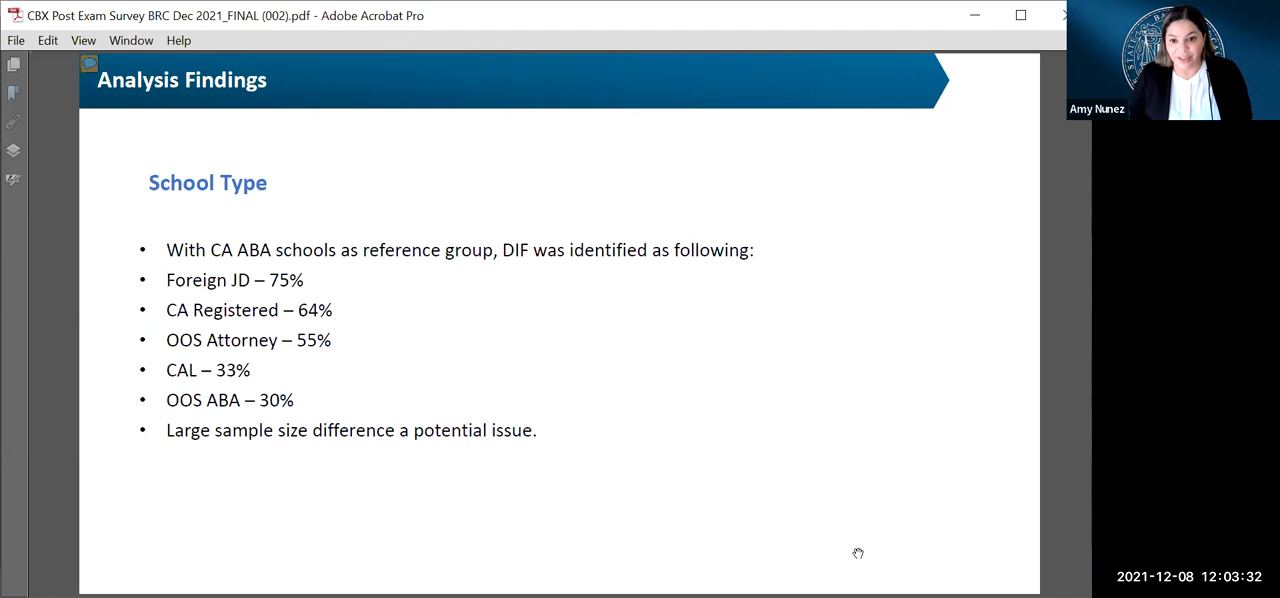 CBX Post Exam Survey BRC Dec 2021_FINAL (002).pdf - Adobe Acrobat Pro
File Edit View Window Help
Analysis Findings
Amy Nunez
School Type
• With CA ABA schools as reference group, DIF was identified as following:
• Foreign JD – 75%
• CA Registered – 64%
• OOS Attorney – 55%
• CAL – 33%
• OOS ABA – 30%
• Large sample size difference a potential issue.
2021-12-08 12:03:32